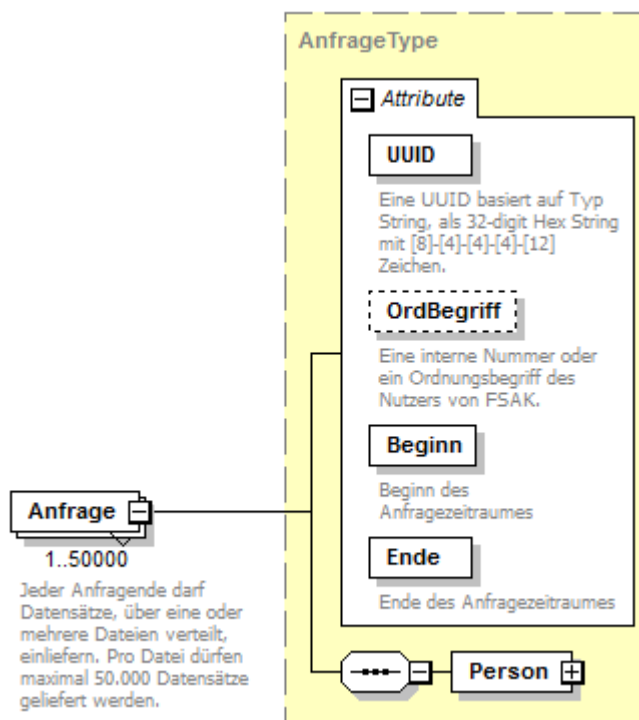 AnfrageType
Attribute
UUID
Eine UUID basiert auf Typ
String, als 32-digit Hex String
mit [8]-[4]-[4]-[4]-[12]
Zeichen.
OrdBegriff
Eine interne Nummer oder
ein Ordnungsbegriff des
Nutzers von FSAK.
Beginn
Beginn des
Anfragezeitraumes
Ende
Ende des Anfragezeitraumes
Anfrage
1..50000
Jeder Anfragende darf
Datensätze, über eine oder
mehrere Dateien verteilt,
einliefern. Pro Datei dürfen
maximal 50.000 Datensätze
geliefert werden.
Person